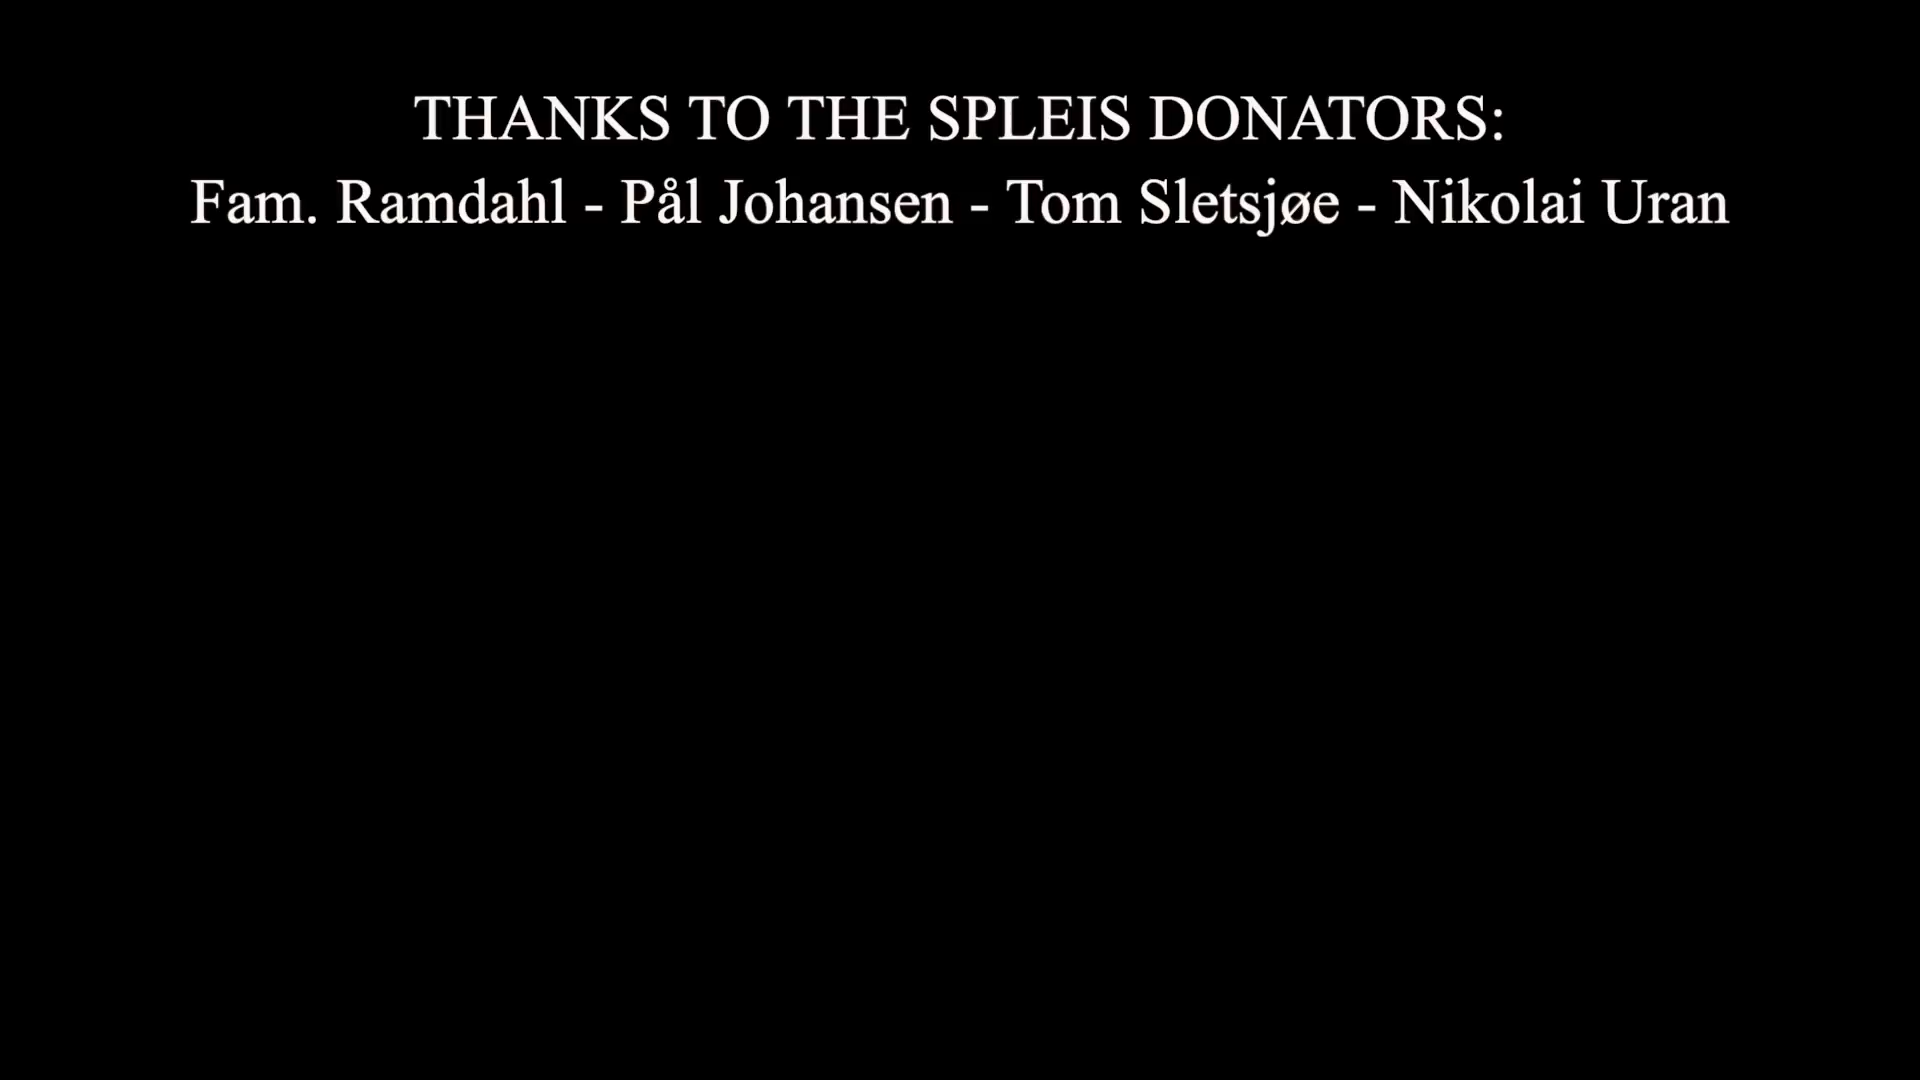 THANKS TO THE SPLEIS DONATORS:
Fam. Ramdahl - Pål Johansen - Tom Sletsjøe - Nikolai Uran